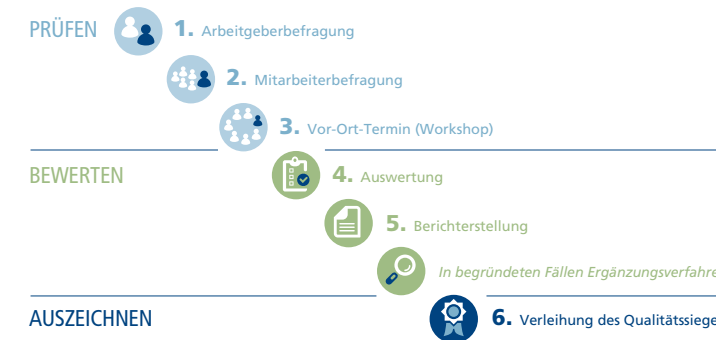 PRÜFEN 1. Arbeitgeberbefragung
2. Mitarbeiterbefragung
3. Vor-Ort-Termin (Workshop)
BEWERTEN 4. Auswertung
5. Berichterstellung
In begründeten Fällen Ergänzungsverfahre
AUSZEICHNEN 6. Verleihung des Qualitätssiege